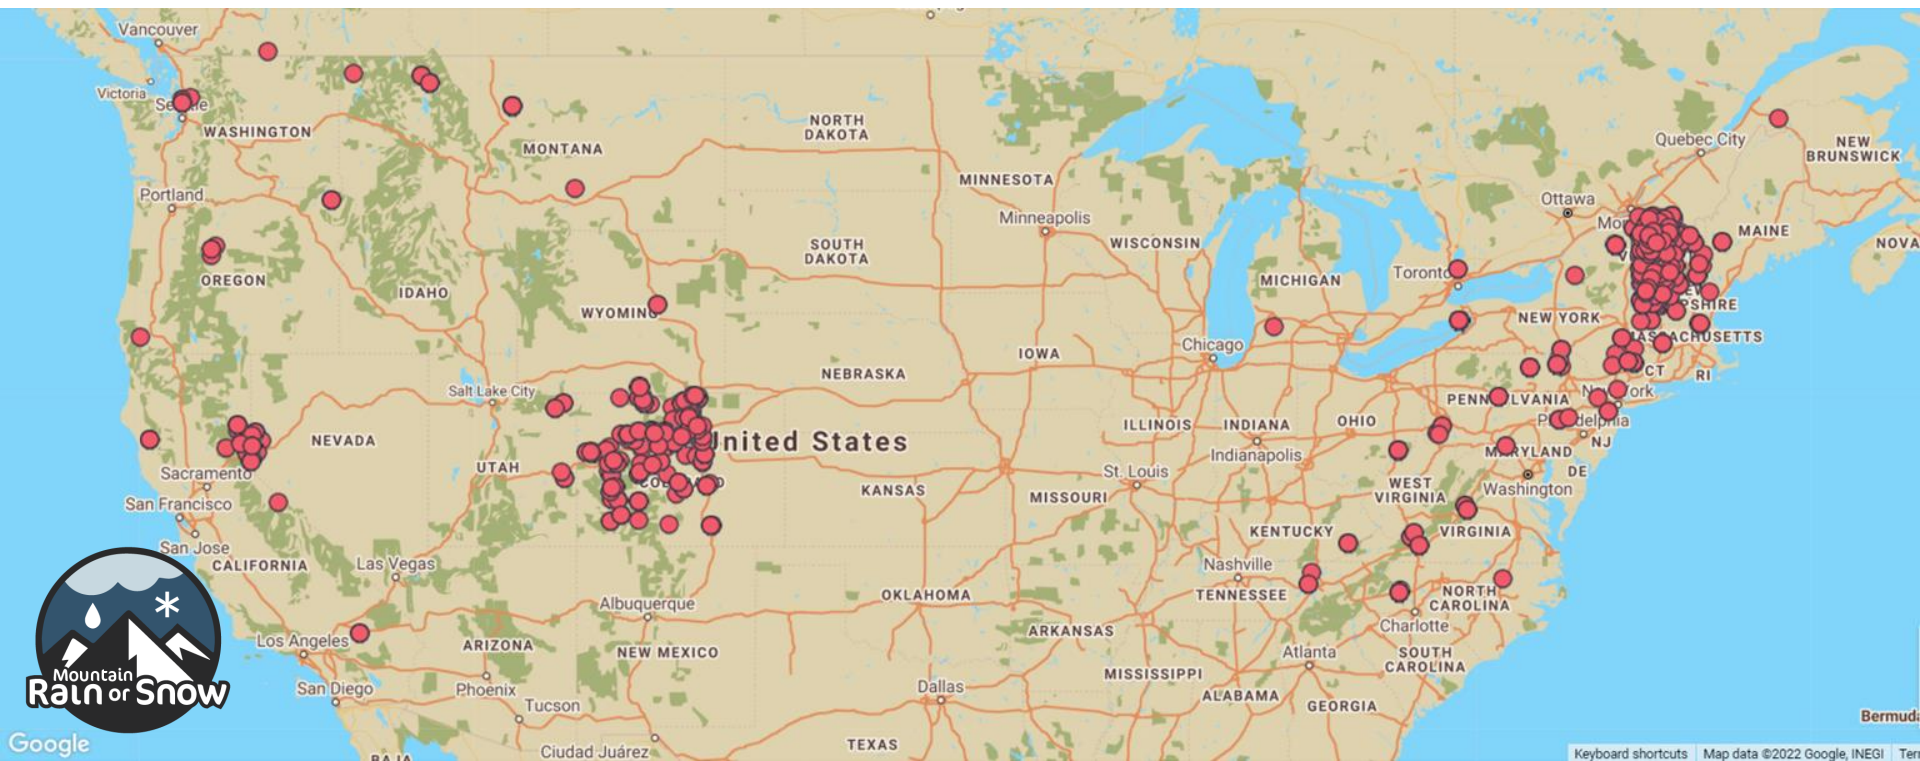 Vancouver
Victoria
WASHINGTON
Portland
OREGON
IDAHO
MONTANA
NORTH
DAKOTA
SOUTH
DAKOTA
WYOMING
MINNESOTA
Minneapolis
WISCONSIN
MICHIGAN
Toronto
Ottawa
Quebec City
NEW
BRUNSWICK
MAINE
NOVA
NEW YORK
Chicago
IOWA
NEBRASKA
Salt Lake City
NEVADA
UTAH
United States
Sacramento
San Francisco
San Jose
CALIFORNIA
Las Vegas
KANSAS
MISSOURI
St. Louis
ILLINOIS
INDIANA
Indianapolis
OHIO
PENNSYLVANIA
CT
RI
NJ
MARYLAND
DE
Washington
WEST
VIRGINIA
VIRGINIA
KENTUCKY
Nashville
TENNESSEE
NORTH
CAROLINA
Charlotte
SOUTH
CAROLINA
Atlanta
Albuquerque
OKLAHOMA
ARKANSAS
Los Angeles
ARIZONA
NEW MEXICO
MISSISSIPPI
ALABAMA
GEORGIA
San Diego
Phoenix
Tucson
Dallas
TEXAS
Ciudad Juárez
BAJA
Bermuda
Mountain
Rain or Snow
Google
Keyboard shortcuts Map data ©2022 Google, INEGI Ter